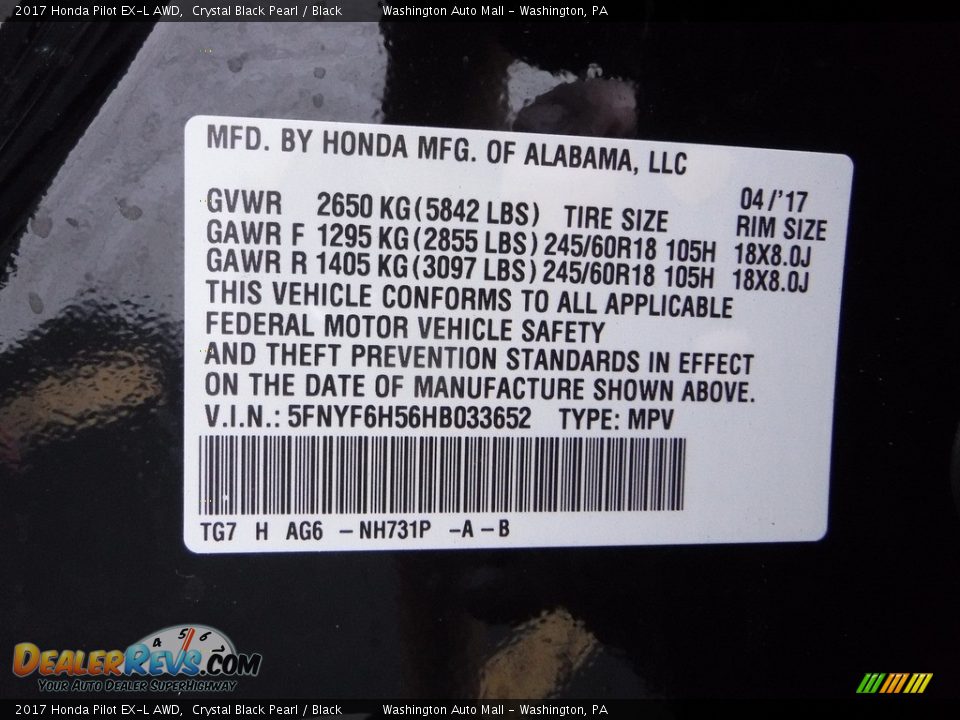 2017 Honda Pilot EX-L AWD, Crystal Black Pearl / Black Washington Auto Mall - Washington, PA
MFD. BY HONDA MFG. OF ALABAMA, LLC
04/'17
GVWR 2650 KG(5842 LBS) TIRE SIZE RIM SIZE
GAWR F 1295 KG(2855 LBS) 245/60R18 105H 18X8.0J
GAWR R 1405 KG(3097 LBS) 245/60R18 105H 18X8.0J
THIS VEHICLE CONFORMS TO ALL APPLICABLE
FEDERAL MOTOR VEHICLE SAFETY
AND THEFT PREVENTION STANDARDS IN EFFECT
ON THE DATE OF MANUFACTURE SHOWN ABOVE.
V.I.N.: 5FNYF6H56HB033652 TYPE: MPV
TG7 H AG6 - NH731P -A - B
4 5 6
DEALERREVS.COM
Your Auto Dealer SuperHighway
2017 Honda Pilot EX-L AWD, Crystal Black Pearl / Black Washington Auto Mall - Washington, PA